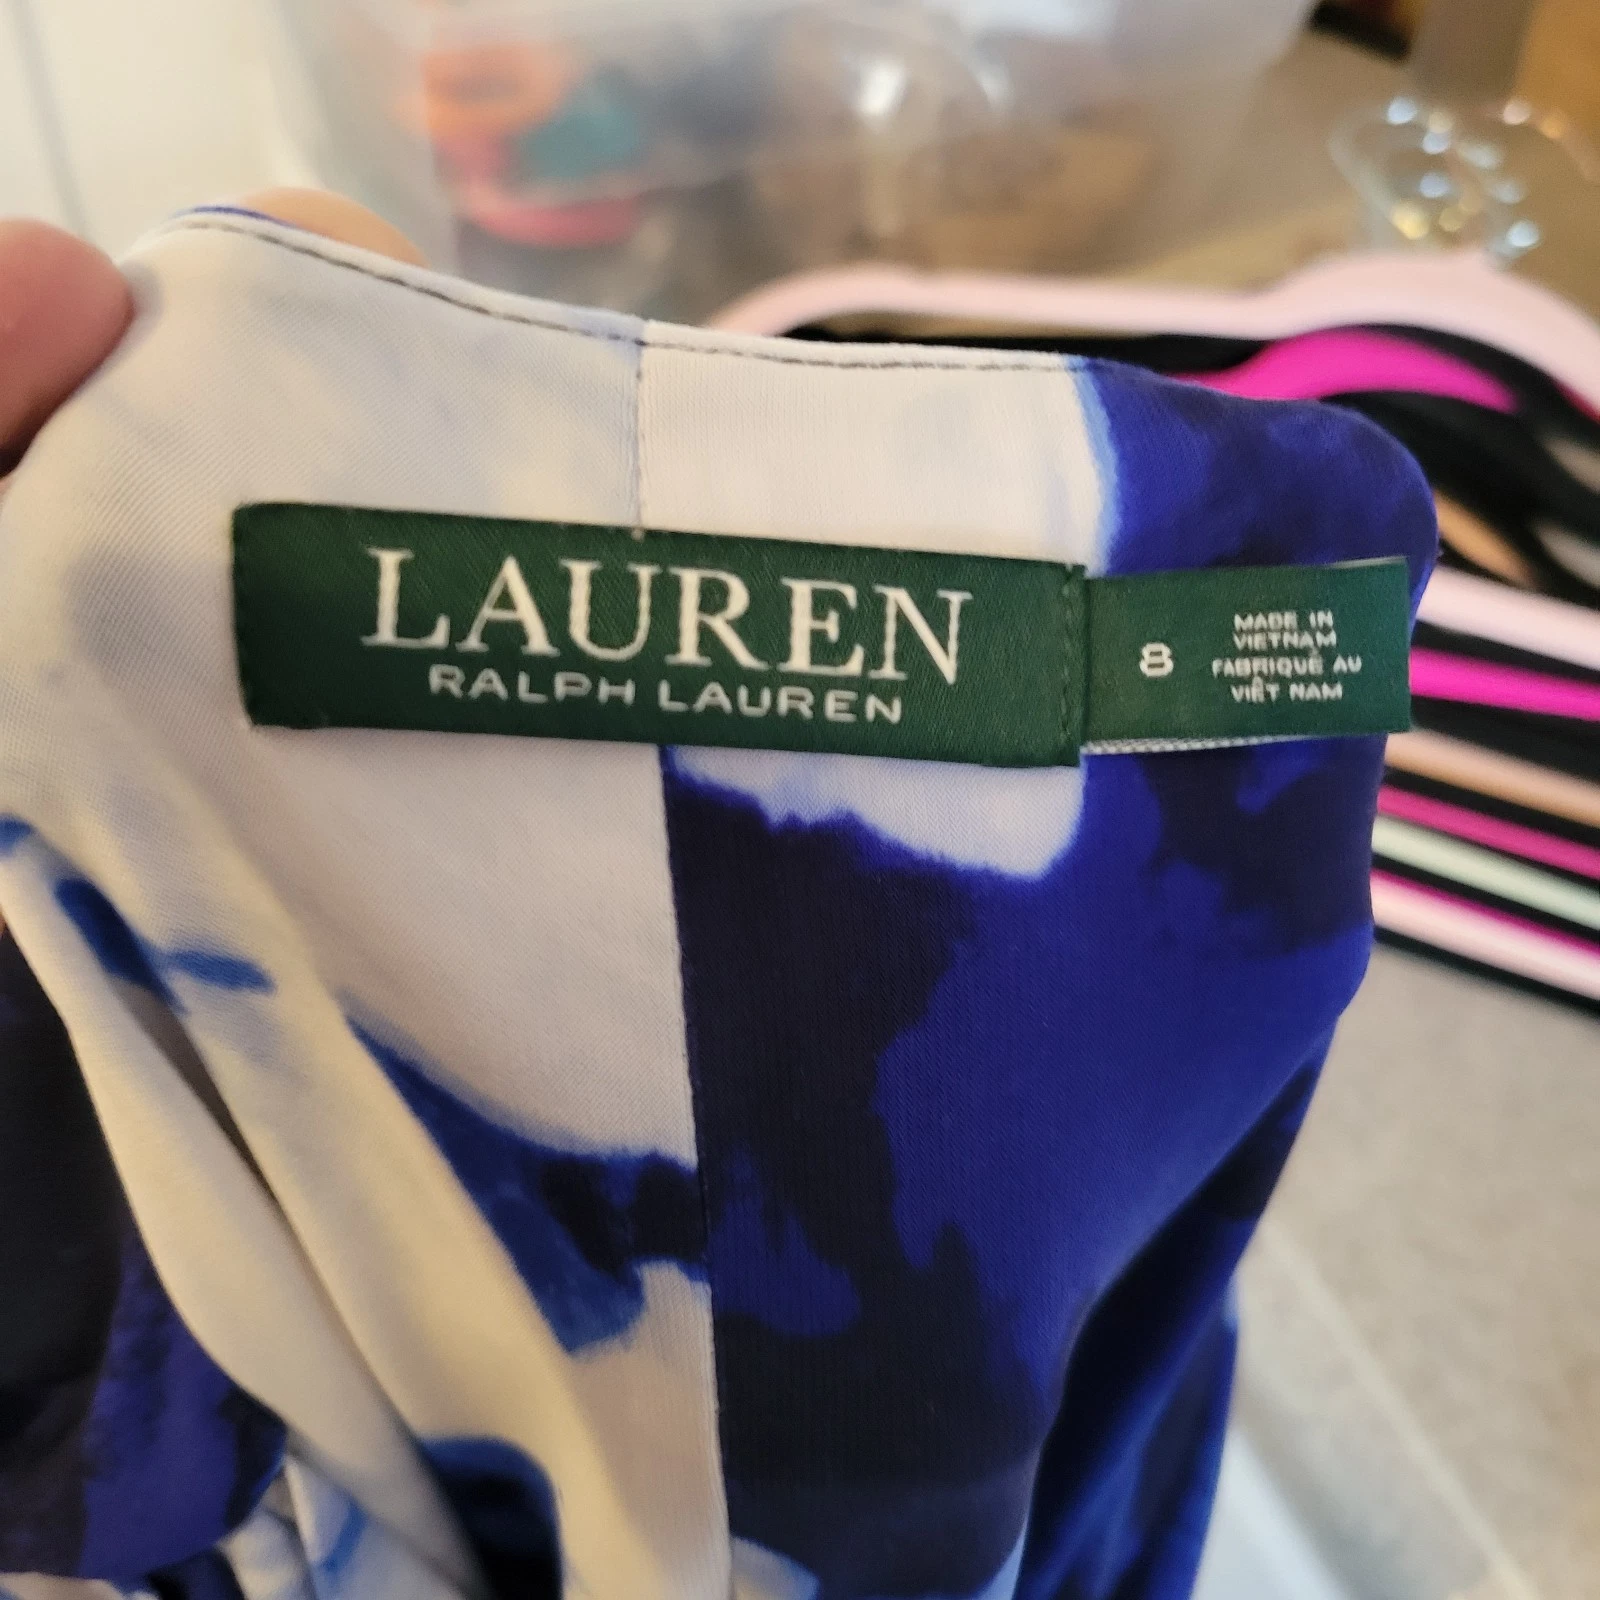 LAUREN
RALPH LAUREN
8
MADE IN
VIETNAM
FABRIQUÉ AU
VIÊT NAM